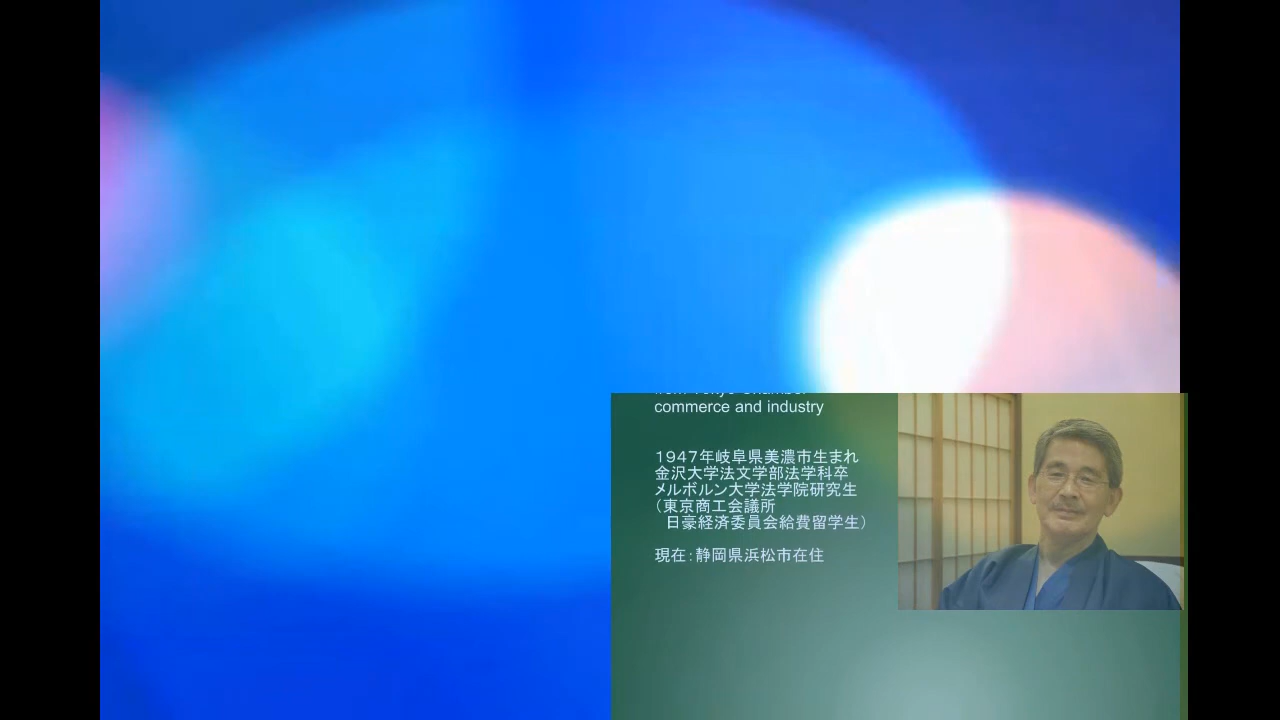 commerce and industry
1947年岐阜県美濃市生まれ
金沢大学法文学部法学科卒
メルボルン大学法学院研究生
(東京商工会議所
日豪経済委員会給費留学生)
現在:静岡県浜松市在住